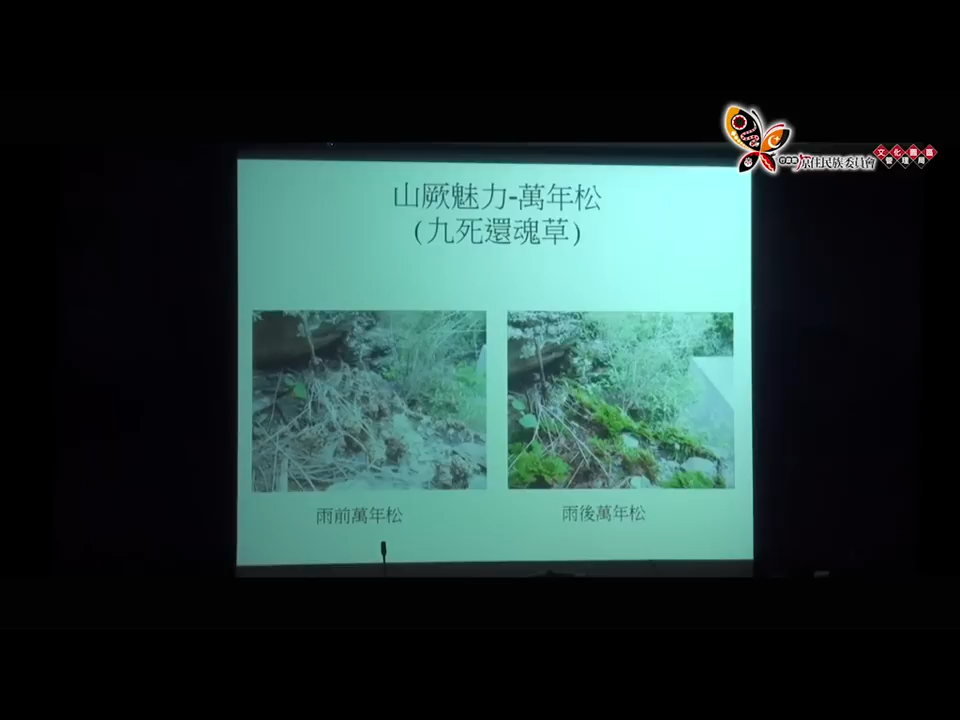 原住民族委員會
文化園區
管理局
山厥魅力-萬年松
(九死還魂草)
雨前萬年松
雨後萬年松